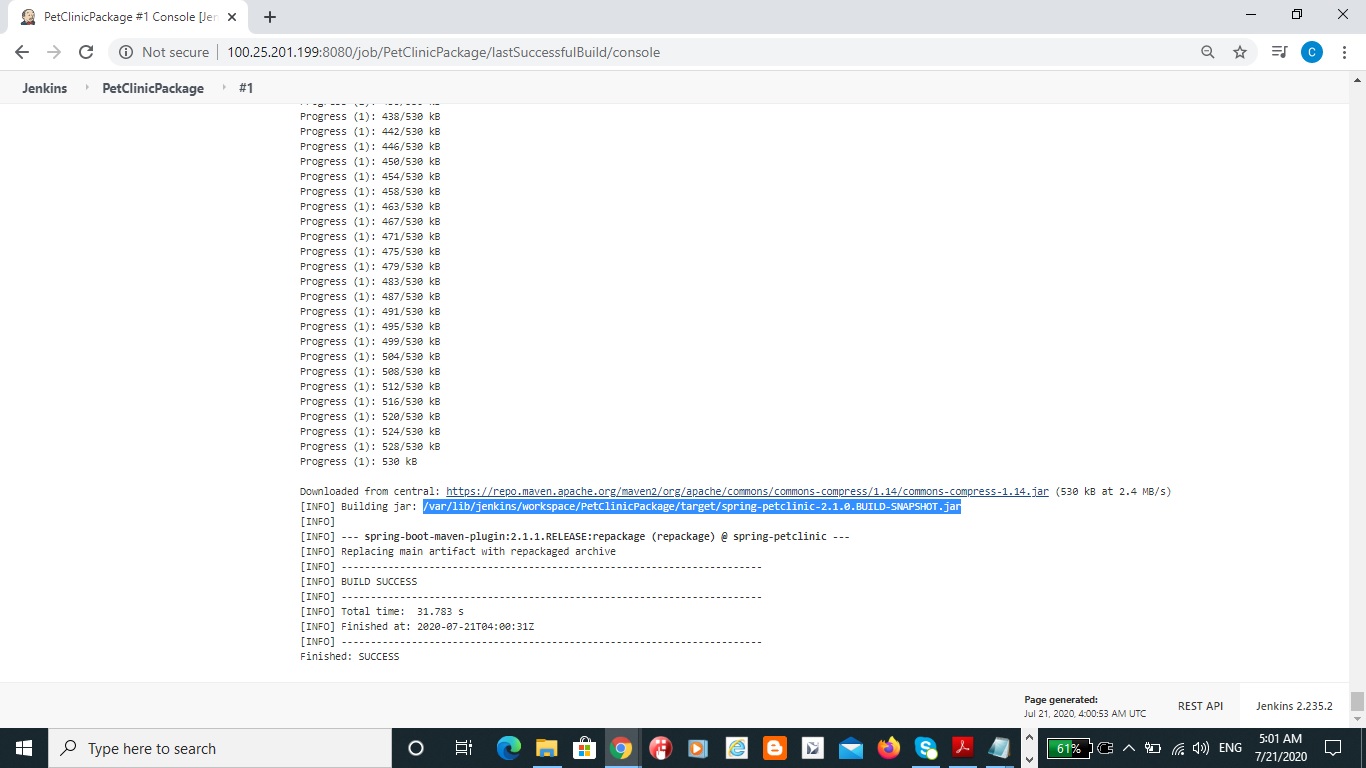 PetClinicPackage #1 Console [Jen
Not secure | 100.25.201.199:8080/job/PetClinicPackage/lastSuccessfulBuild/console
C
Jenkins PetClinicPackage #1
Progress (1): 438/530 kB
Progress (1): 442/530 kB
Progress (1): 446/530 kB
Progress (1): 450/530 kB
Progress (1): 454/530 kB
Progress (1): 458/530 kB
Progress (1): 463/530 kB
Progress (1): 467/530 kB
Progress (1): 471/530 kB
Progress (1): 475/530 kB
Progress (1): 479/530 kB
Progress (1): 483/530 kB
Progress (1): 487/530 kB
Progress (1): 491/530 kB
Progress (1): 495/530 kB
Progress (1): 499/530 kB
Progress (1): 504/530 kB
Progress (1): 508/530 kB
Progress (1): 512/530 kB
Progress (1): 516/530 kB
Progress (1): 520/530 kB
Progress (1): 524/530 kB
Progress (1): 528/530 kB
Progress (1): 530 kB
Downloaded from central: https://repo.maven.apache.org/maven2/org/apache/commons/commons-compress/1.14/commons-compress-1.14.jar (530 kB at 2.4 MB/s)
[INFO] Building jar: /var/lib/jenkins/workspace/PetClinicPackage/target/spring-petclinic-2.1.0.BUILD-SNAPSHOT.jar
[INFO]
[INFO] --- spring-boot-maven-plugin:2.1.1.RELEASE:repackage (repackage) @ spring-petclinic ---
[INFO] Replacing main artifact with repackaged archive
[INFO] ------------------------------------------------------------------------
[INFO] BUILD SUCCESS
[INFO] ------------------------------------------------------------------------
[INFO] Total time:  31.783 s
[INFO] Finished at: 2020-07-21T04:00:31Z
[INFO] ------------------------------------------------------------------------
Finished: SUCCESS
Page generated:
Jul 21, 2020, 4:00:53 AM UTC
REST API
Jenkins 2.235.2
Type here to search
61%
ENG
5:01 AM
7/21/2020